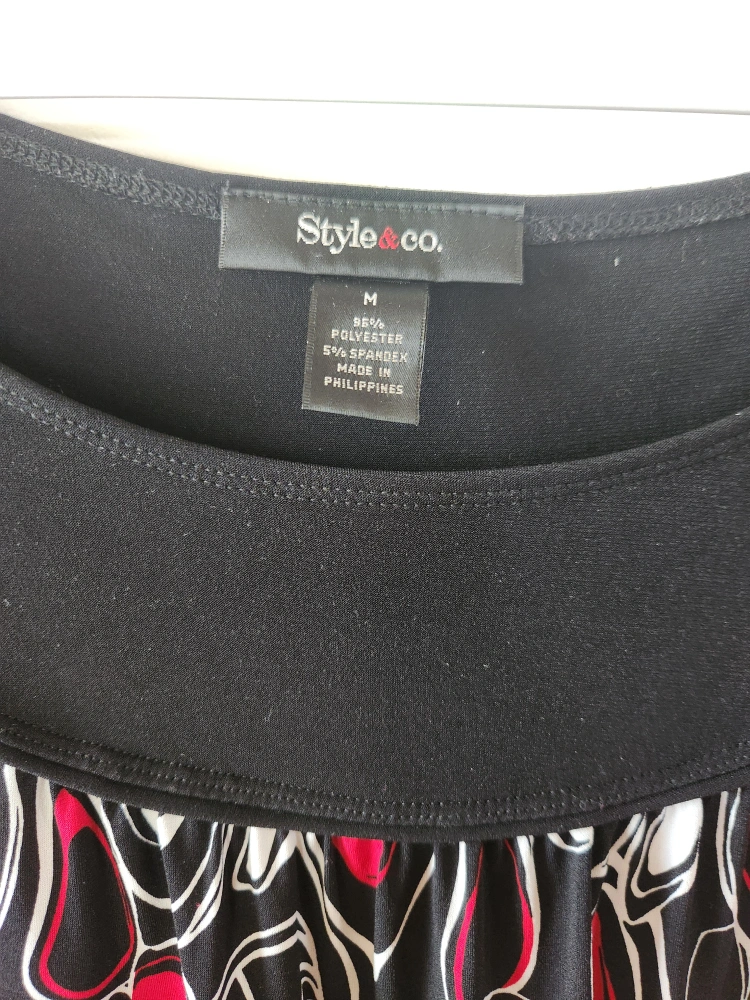 Style&co.
M
95%
POLYESTER
5% SPANDEX
MADE IN
PHILIPPINES